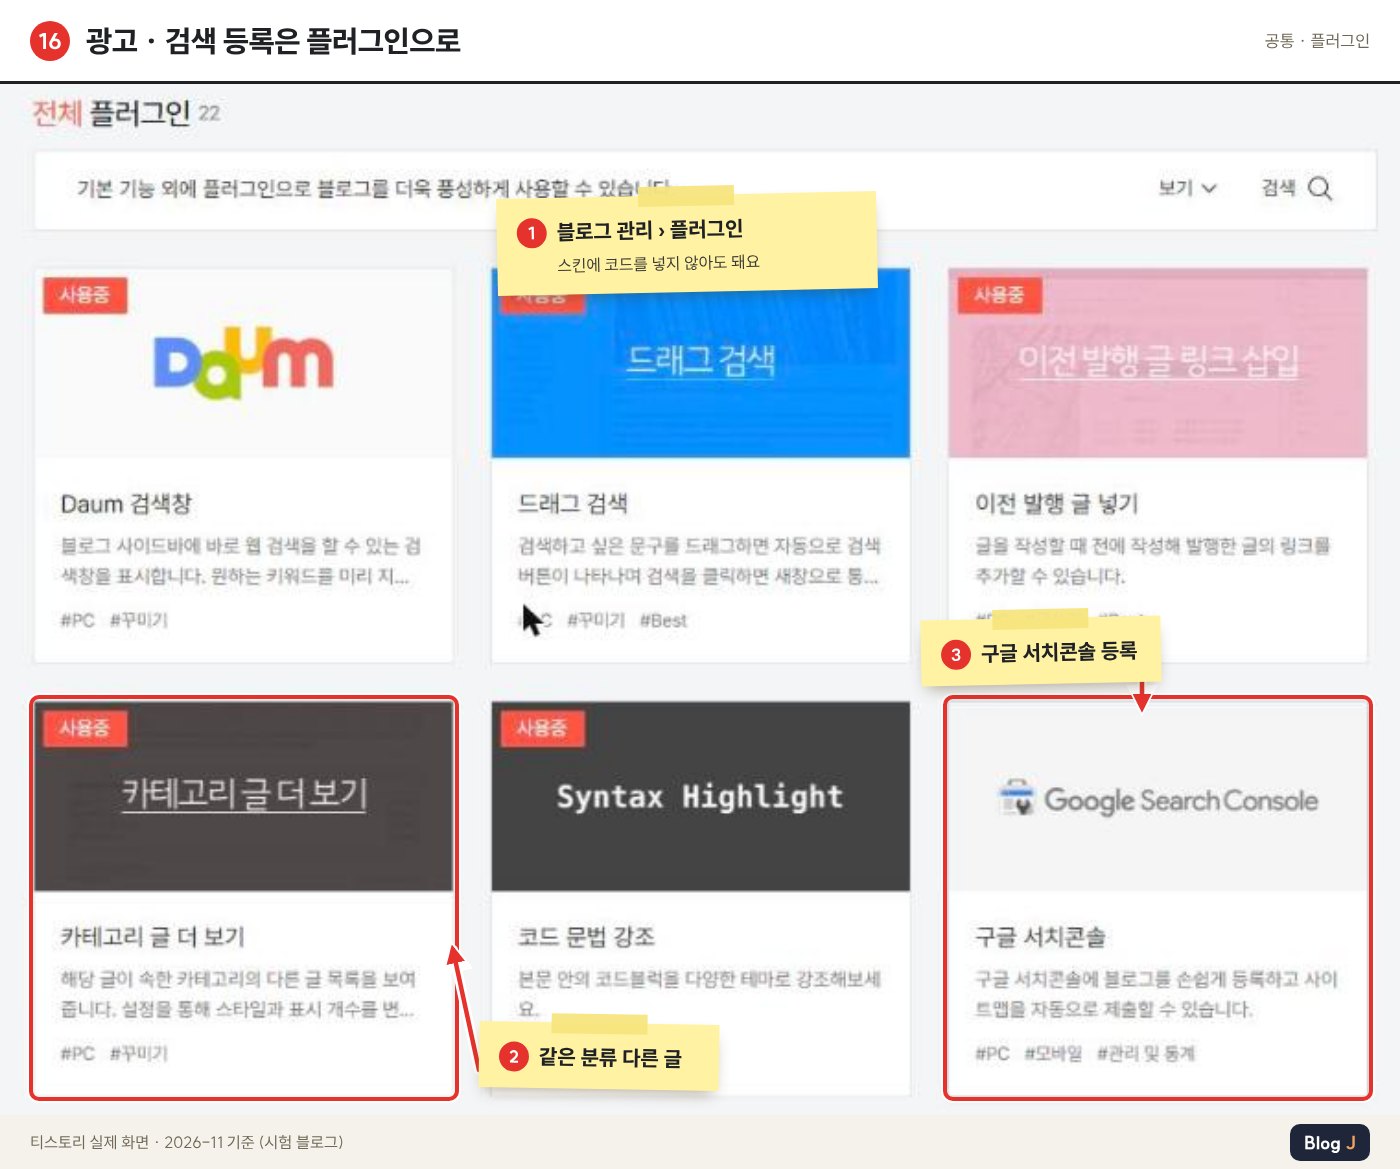 16 광고 · 검색 등록은 플러그인으로
공통 · 플러그인
전체 플러그인 22
기본 기능 외에 플러그인으로 블로그를 더욱 풍성하게 사용할 수 있습니다
보기
검색
1 블로그 관리 › 플러그인
스킨에 코드를 넣지 않아도 돼요
사용중
Daum
Daum 검색창
블로그 사이드바에 바로 웹 검색을 할 수 있는 검
색창을 표시합니다. 원하는 키워드를 미리 지...
#PC #꾸미기
사용중
드래그 검색
드래그 검색
검색하고 싶은 문구를 드래그하면 자동으로 검색
버튼이 나타나며 검색을 클릭하면 새창으로 통...
#꾸미기 #Best
사용중
이전 발행 글 링크 삽입
이전 발행 글 넣기
글을 작성할 때 전에 작성해 발행한 글의 링크를
추가할 수 있습니다.
3 구글 서치콘솔 등록
사용중
카테고리 글 더 보기
카테고리 글 더 보기
해당 글이 속한 카테고리의 다른 글 목록을 보여
줍니다. 설정을 통해 스타일과 표시 개수를 변...
#PC #꾸미기
사용중
Syntax Highlight
코드 문법 강조
본문 안의 코드블럭을 다양한 테마로 강조해보세
요.
2 같은 분류 다른 글
Google Search Console
구글 서치콘솔
구글 서치콘솔에 블로그를 손쉽게 등록하고 사이
트맵을 자동으로 제출할 수 있습니다.
#PC #모바일 #관리 및 통계
티스토리 실제 화면 · 2026-11 기준 (시험 블로그)
Blog J